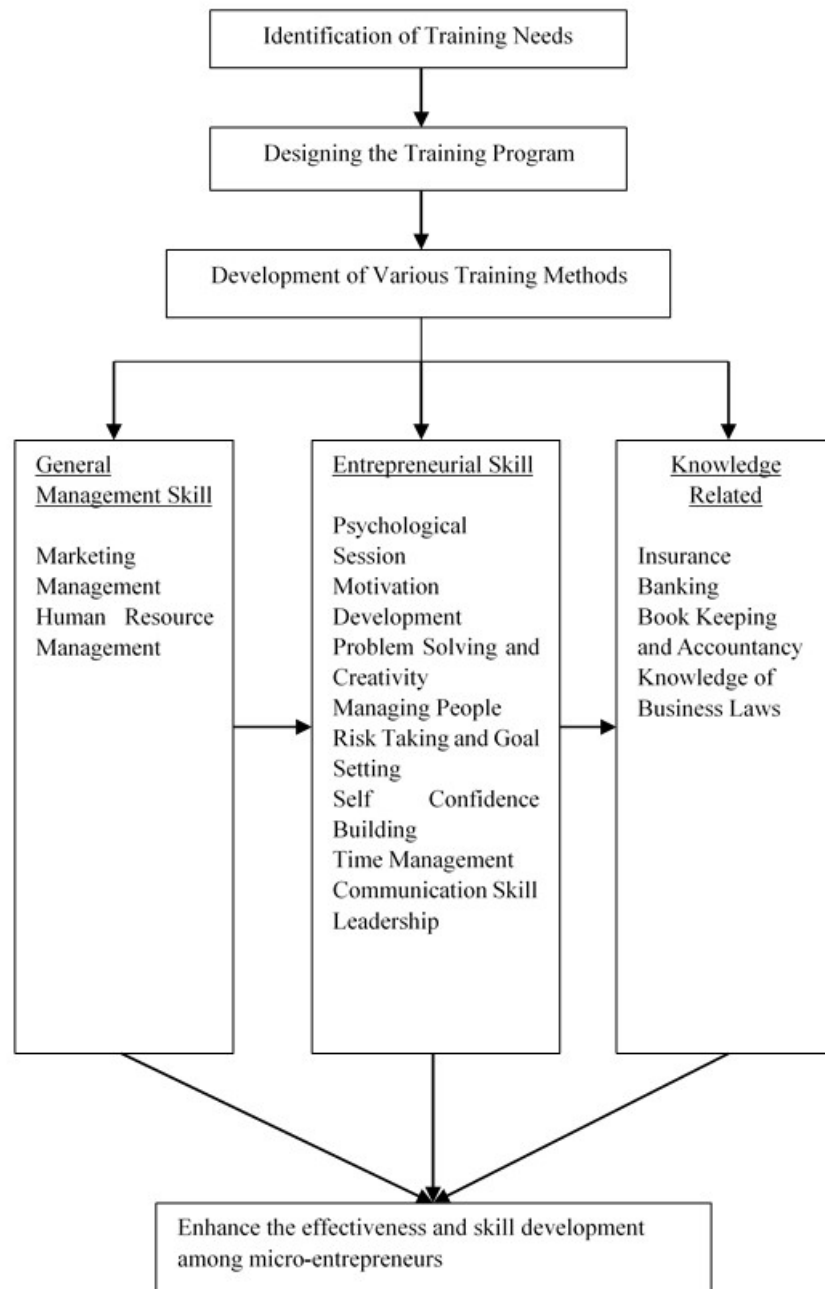 Identification of Training Needs
Designing the Training Program
Development of Various Training Methods
General
Management Skill
Marketing
Management
Human Resource
Management
Entrepreneurial Skill
Psychological
Session
Motivation
Development
Problem Solving and
Creativity
Managing People
Risk Taking and Goal
Setting
Self Confidence
Building
Time Management
Communication Skill
Leadership
Knowledge
Related
Insurance
Banking
Book Keeping
and Accountancy
Knowledge of
Business Laws
Enhance the effectiveness and skill development
among micro-entrepreneurs